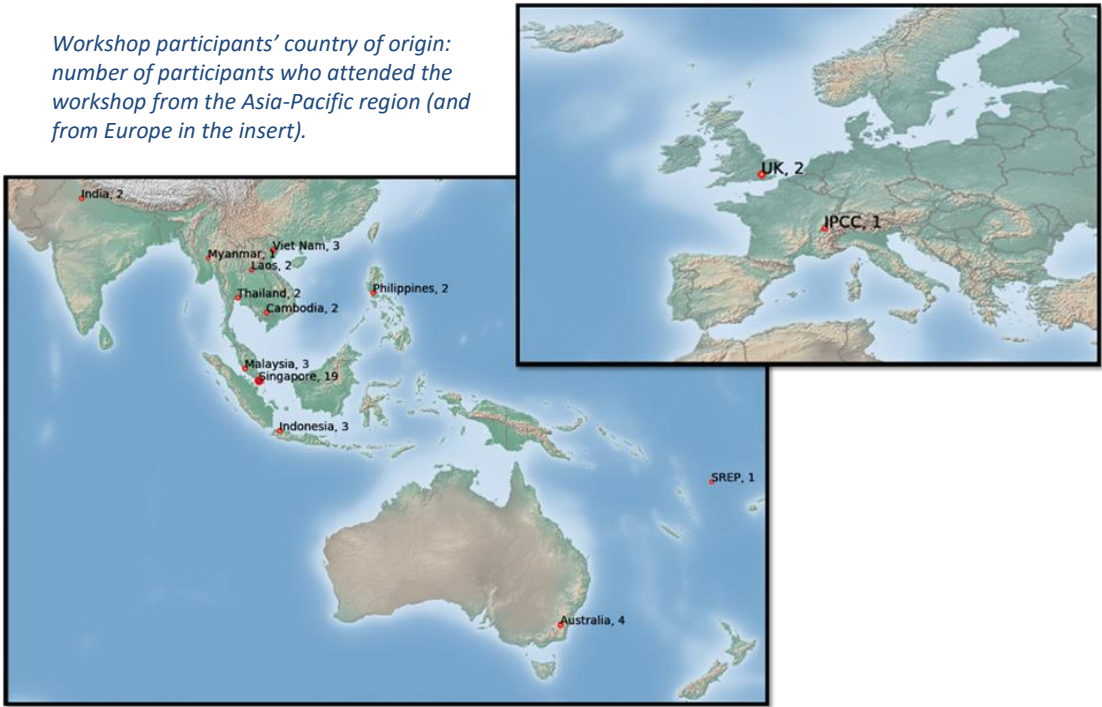 Workshop participants’ country of origin:
number of participants who attended the
workshop from the Asia-Pacific region (and
from Europe in the insert).
UK, 2
IPCC, 1
India, 2
Viet Nam, 3
Myanmar, 1
Laos, 2
Philippines, 2
Thailand, 2
Cambodia, 2
Malaysia, 3
Singapore, 19
Indonesia, 3
SREP, 1
Australia, 4